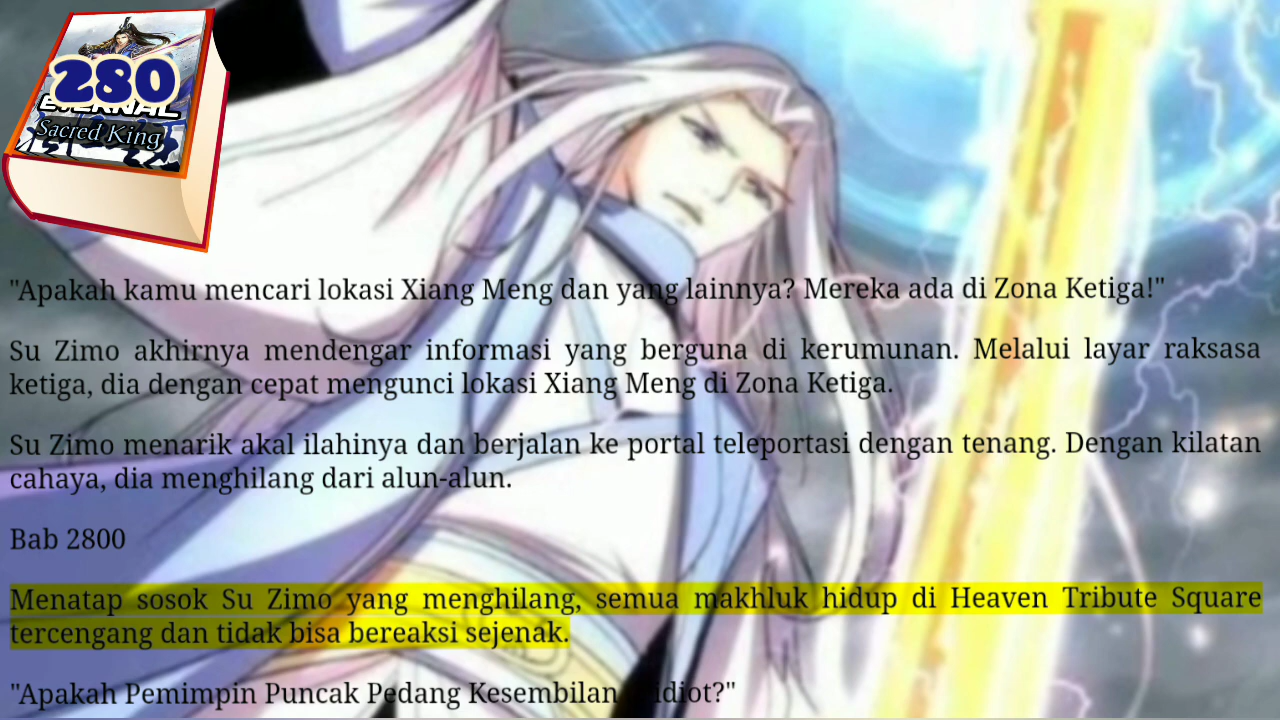 280
ETERNAL
Sacred King
"Apakah kamu mencari lokasi Xiang Meng dan yang lainnya? Mereka ada di Zona Ketiga!"
Su Zimo akhirnya mendengar informasi yang berguna di kerumunan. Melalui layar raksasa
ketiga, dia dengan cepat mengunci lokasi Xiang Meng di Zona Ketiga.
Su Zimo menarik akal ilahinya dan berjalan ke portal teleportasi dengan tenang. Dengan kilatan
cahaya, dia menghilang dari alun-alun.
Bab 2800
Menatap sosok Su Zimo yang menghilang, semua makhluk hidup di Heaven Tribute Square
tercengang dan tidak bisa bereaksi sejenak.
"Apakah Pemimpin Puncak Pedang Kesembilan idiot?"